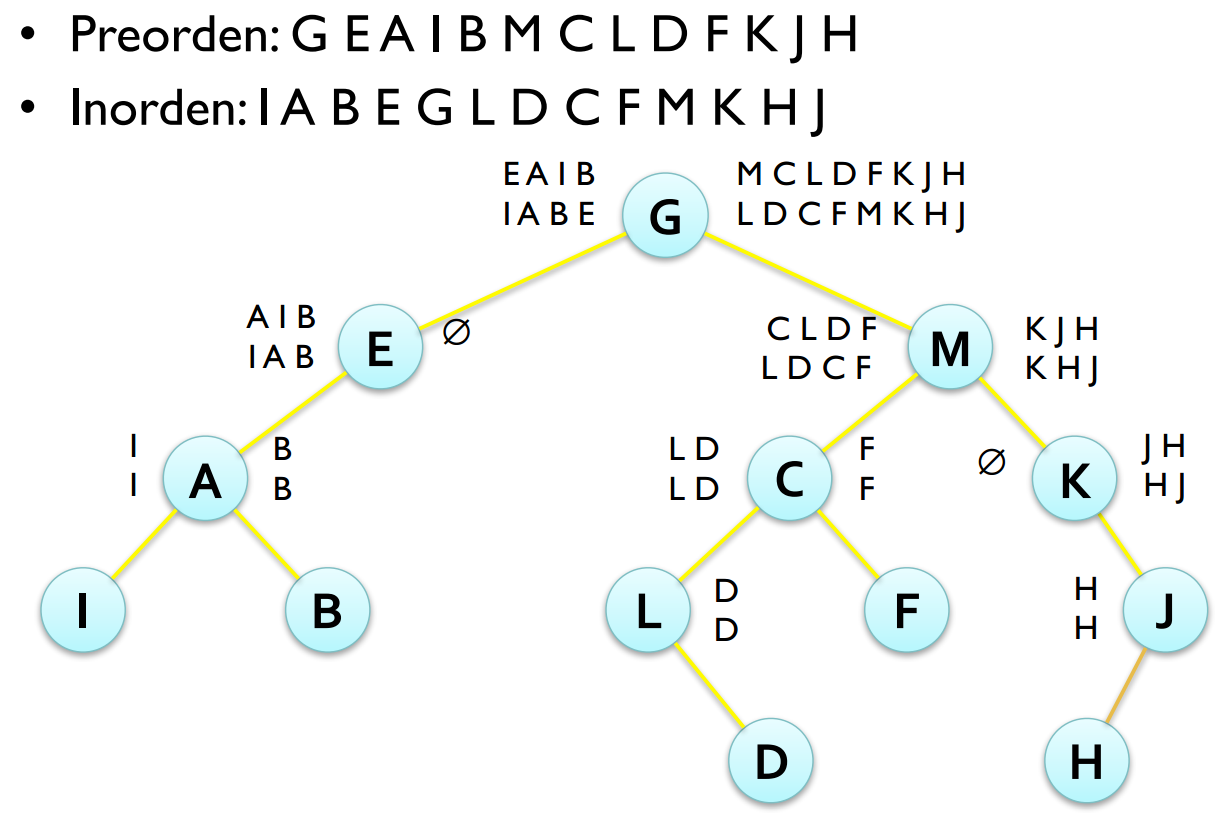 • Preorden: G E A I B M C L D F K J H
• Inorden: I A B E G L D C F M K H J
E A I B
I A B E
G
M C L D F K J H
L D C F M K H J
A I B
I A B
E
∅
C L D F
L D C F
M
K J H
K H J
I
I
A
B
B
L D
L D
C
F
F
∅
K
J H
H J
I
B
L
D
D
F
H
H
J
D
H